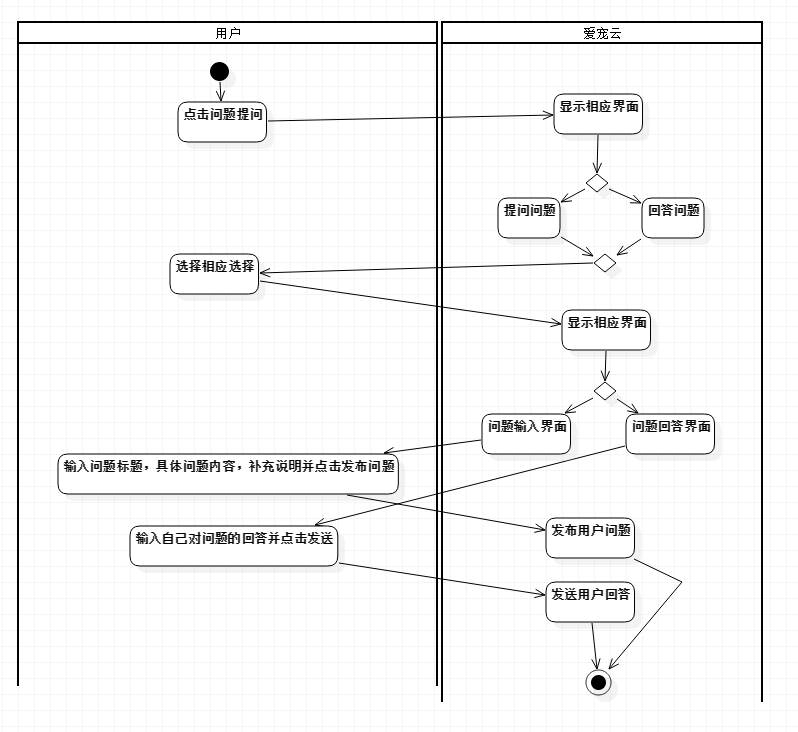 用户
爱宠云
点击问题提问
显示相应界面
提问问题
回答问题
选择相应选择
显示相应界面
问题输入界面
问题回答界面
输入问题标题，具体问题内容，补充说明并点击发布问题
输入自己对问题的回答并点击发送
发布用户问题
发送用户回答